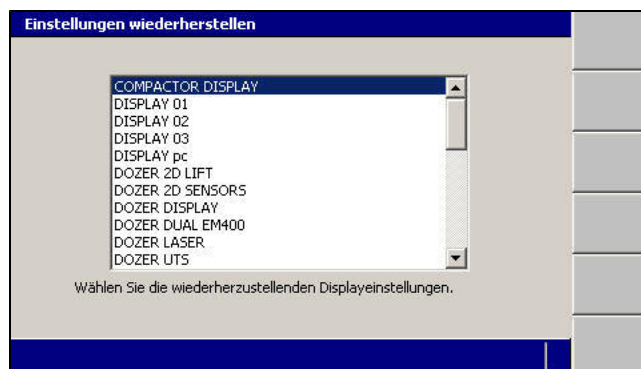 Einstellungen wiederherstellen
COMPACTOR DISPLAY
DISPLAY 01
DISPLAY 02
DISPLAY 03
DISPLAY pc
DOZER 2D LIFT
DOZER 2D SENSORS
DOZER DISPLAY
DOZER DUAL EM400
DOZER LASER
DOZER UTS
Wählen Sie die wiederherzustellenden Displayeinstellungen.